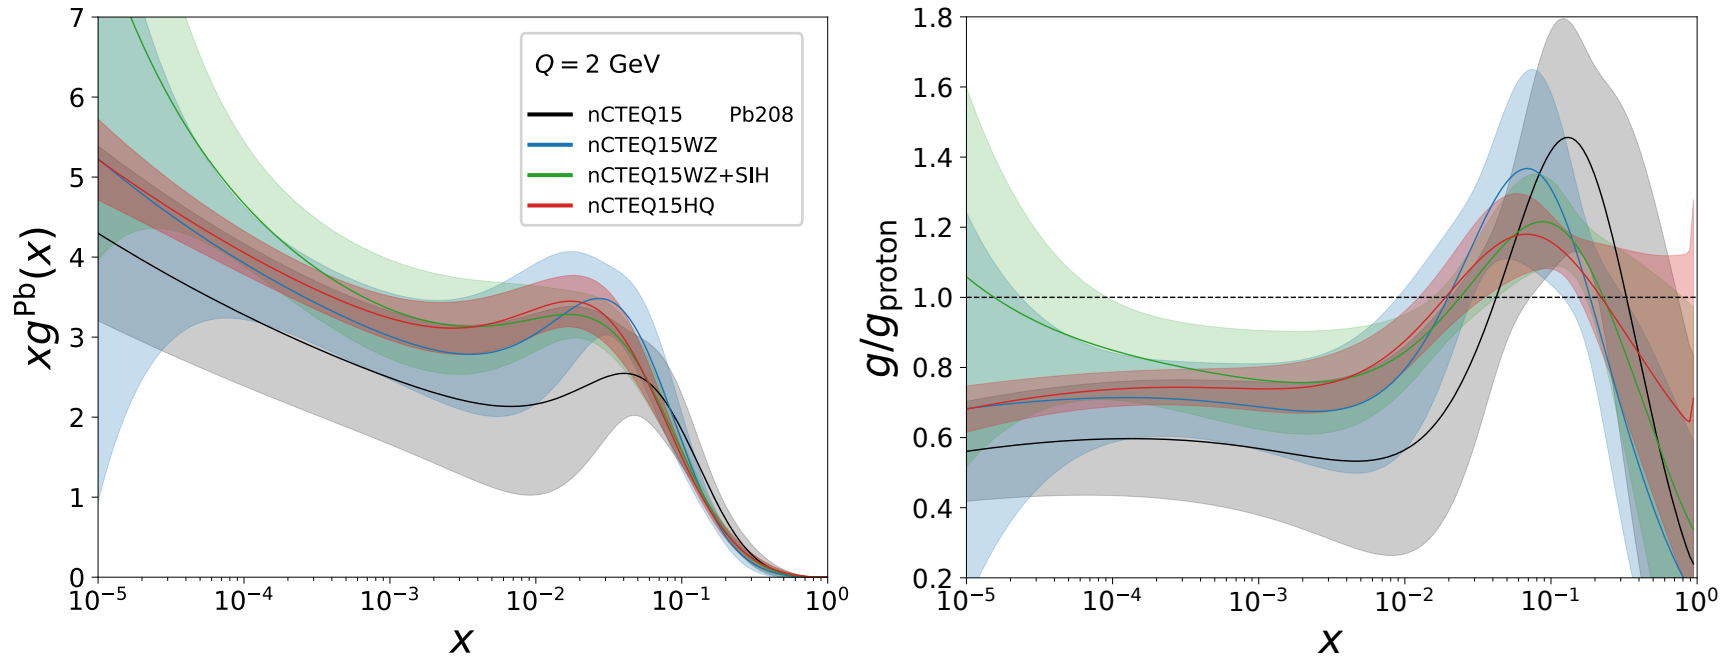 7
6
5
4
3
2
1
0
xg^Pb(x)
Q = 2 GeV
nCTEQ15 Pb208
nCTEQ15WZ
nCTEQ15WZ+SIH
nCTEQ15HQ
10^−5 10^−4 10^−3 10^−2 10^−1 10^0
x
1.8
1.6
1.4
1.2
1.0
0.8
0.6
0.4
0.2
g/g_proton
10^−5 10^−4 10^−3 10^−2 10^−1 10^0
x